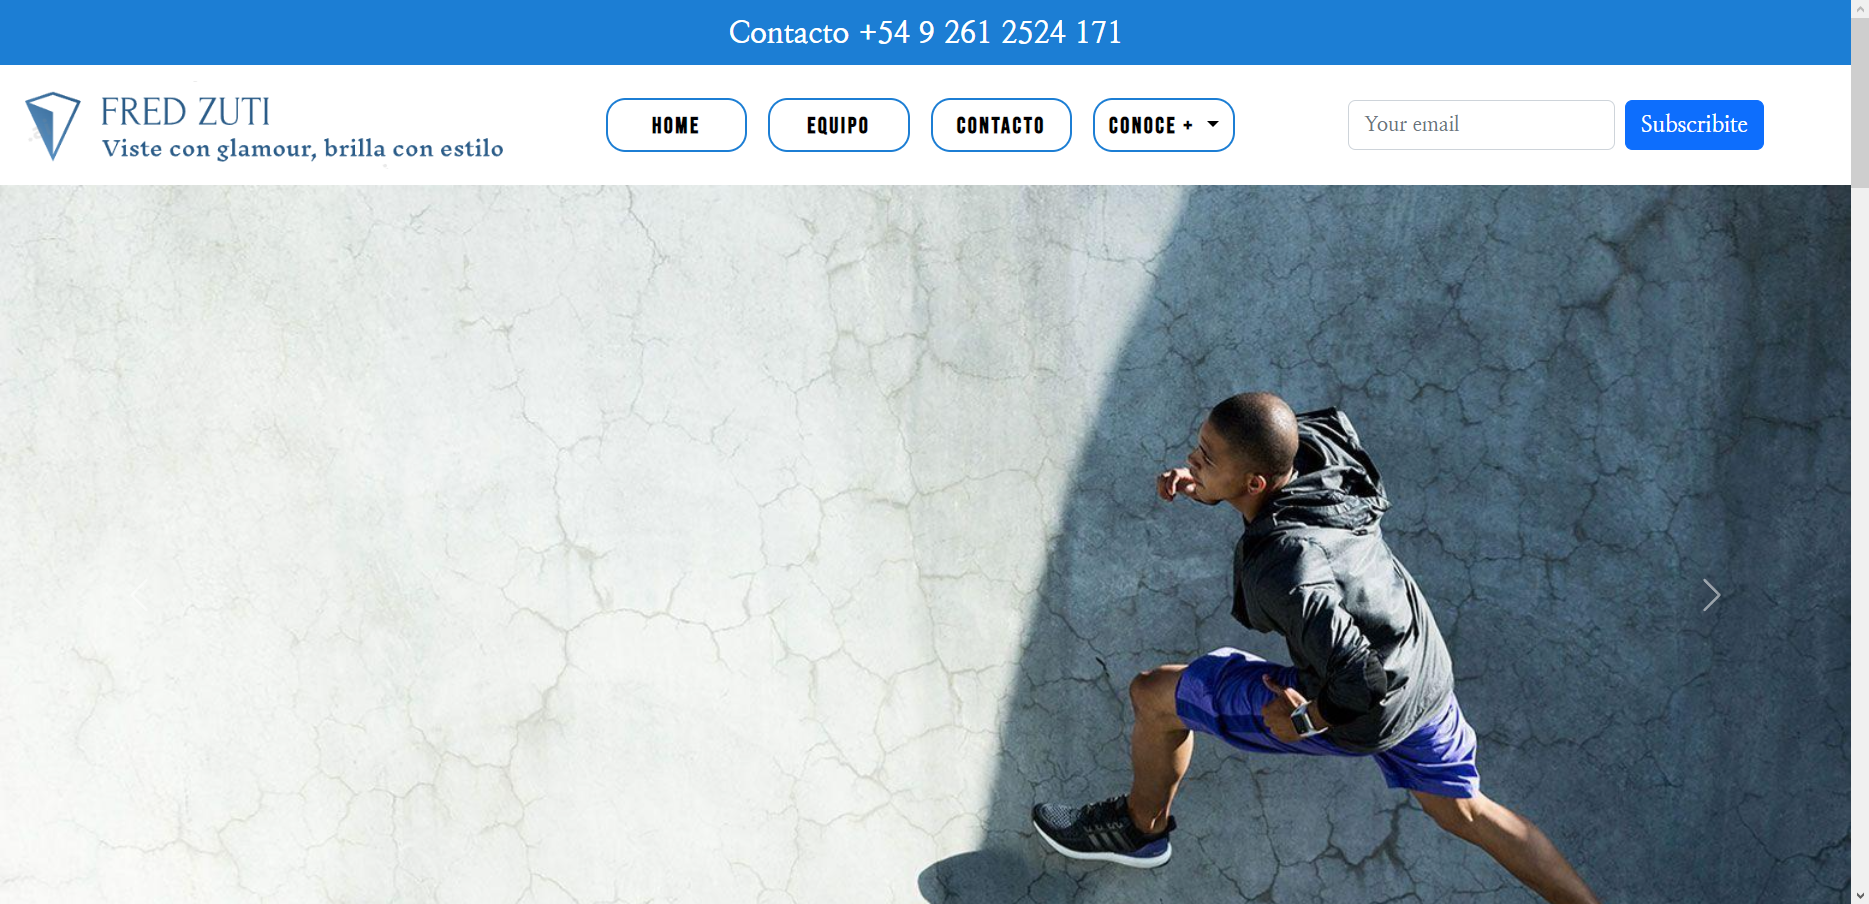 Contacto +54 9 261 2524 171
FRED ZUTI
Viste con glamour, brilla con estilo
HOME
EQUIPO
CONTACTO
CONOCE +
Your email
Subscribite